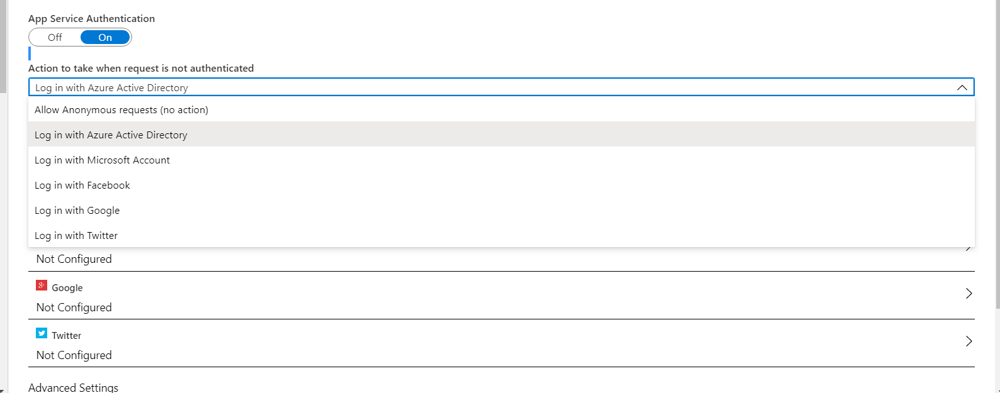 App Service Authentication
Off On
Action to take when request is not authenticated
Log in with Azure Active Directory
Allow Anonymous requests (no action)
Log in with Azure Active Directory
Log in with Microsoft Account
Log in with Facebook
Log in with Google
Log in with Twitter
Not Configured
Google
Not Configured
Twitter
Not Configured
Advanced Settings